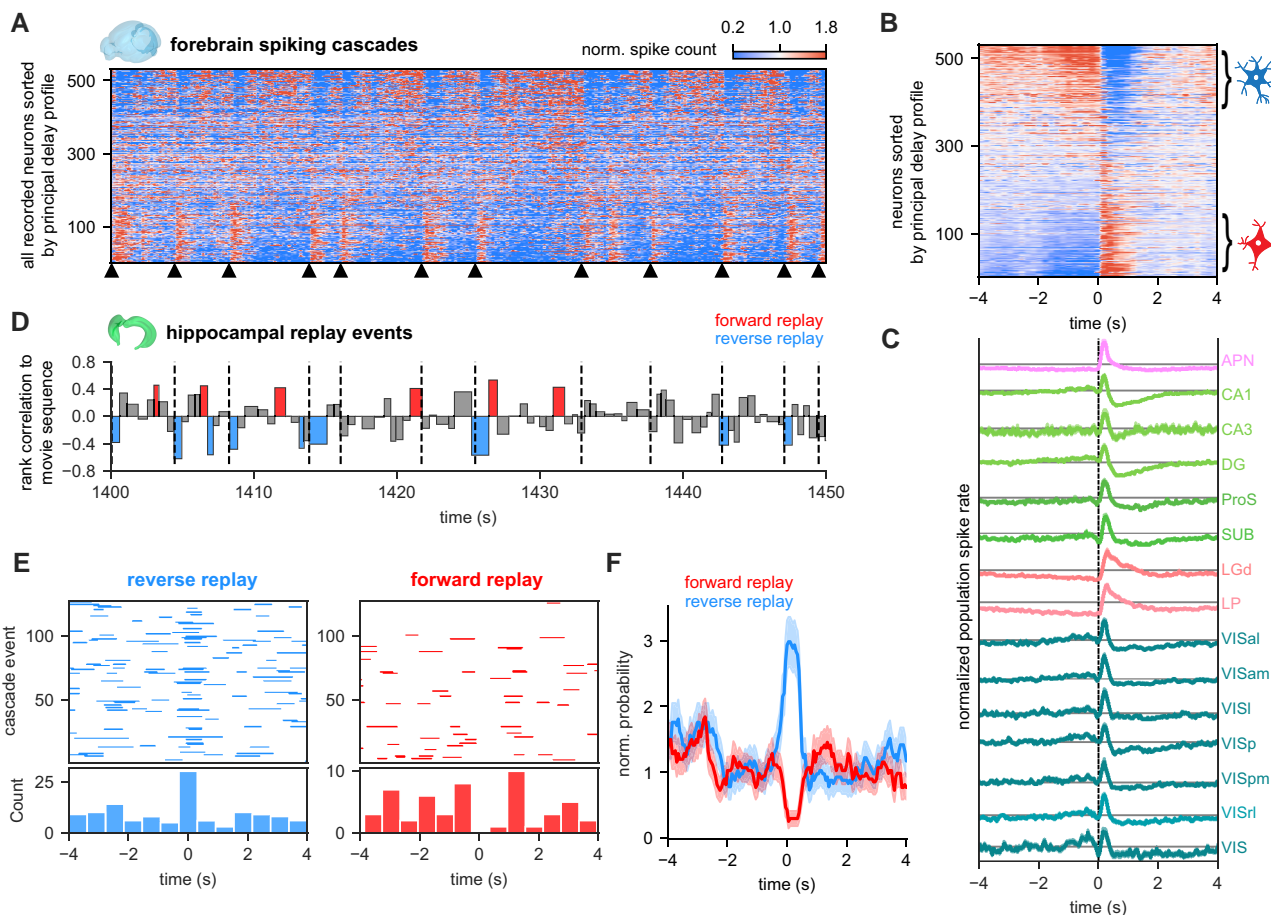 A
forebrain spiking cascades
norm. spike count
0.2 1.0 1.8
all recorded neurons sorted
by principal delay profile
500
300
100
B
neurons sorted
by principal delay profile
500
300
100
−4 −2 0 2 4
time (s)
D
hippocampal replay events
forward replay
reverse replay
rank correlation to
movie sequence
0.8
0.4
0.0
−0.4
−0.8
1400 1410 1420 1430 1440 1450
time (s)
C
normalized population spike rate
APN
CA1
CA3
DG
ProS
SUB
LGd
LP
VISal
VISam
VISl
VISp
VISpm
VISrl
VIS
−4 −2 0 2 4
time (s)
E
reverse replay
forward replay
cascade event
100
50
Count
25
0
10
0
−4 −2 0 2 4
time (s)
−4 −2 0 2 4
time (s)
F
forward replay
reverse replay
norm. probability
3
2
1
0
−4 −2 0 2 4
time (s)